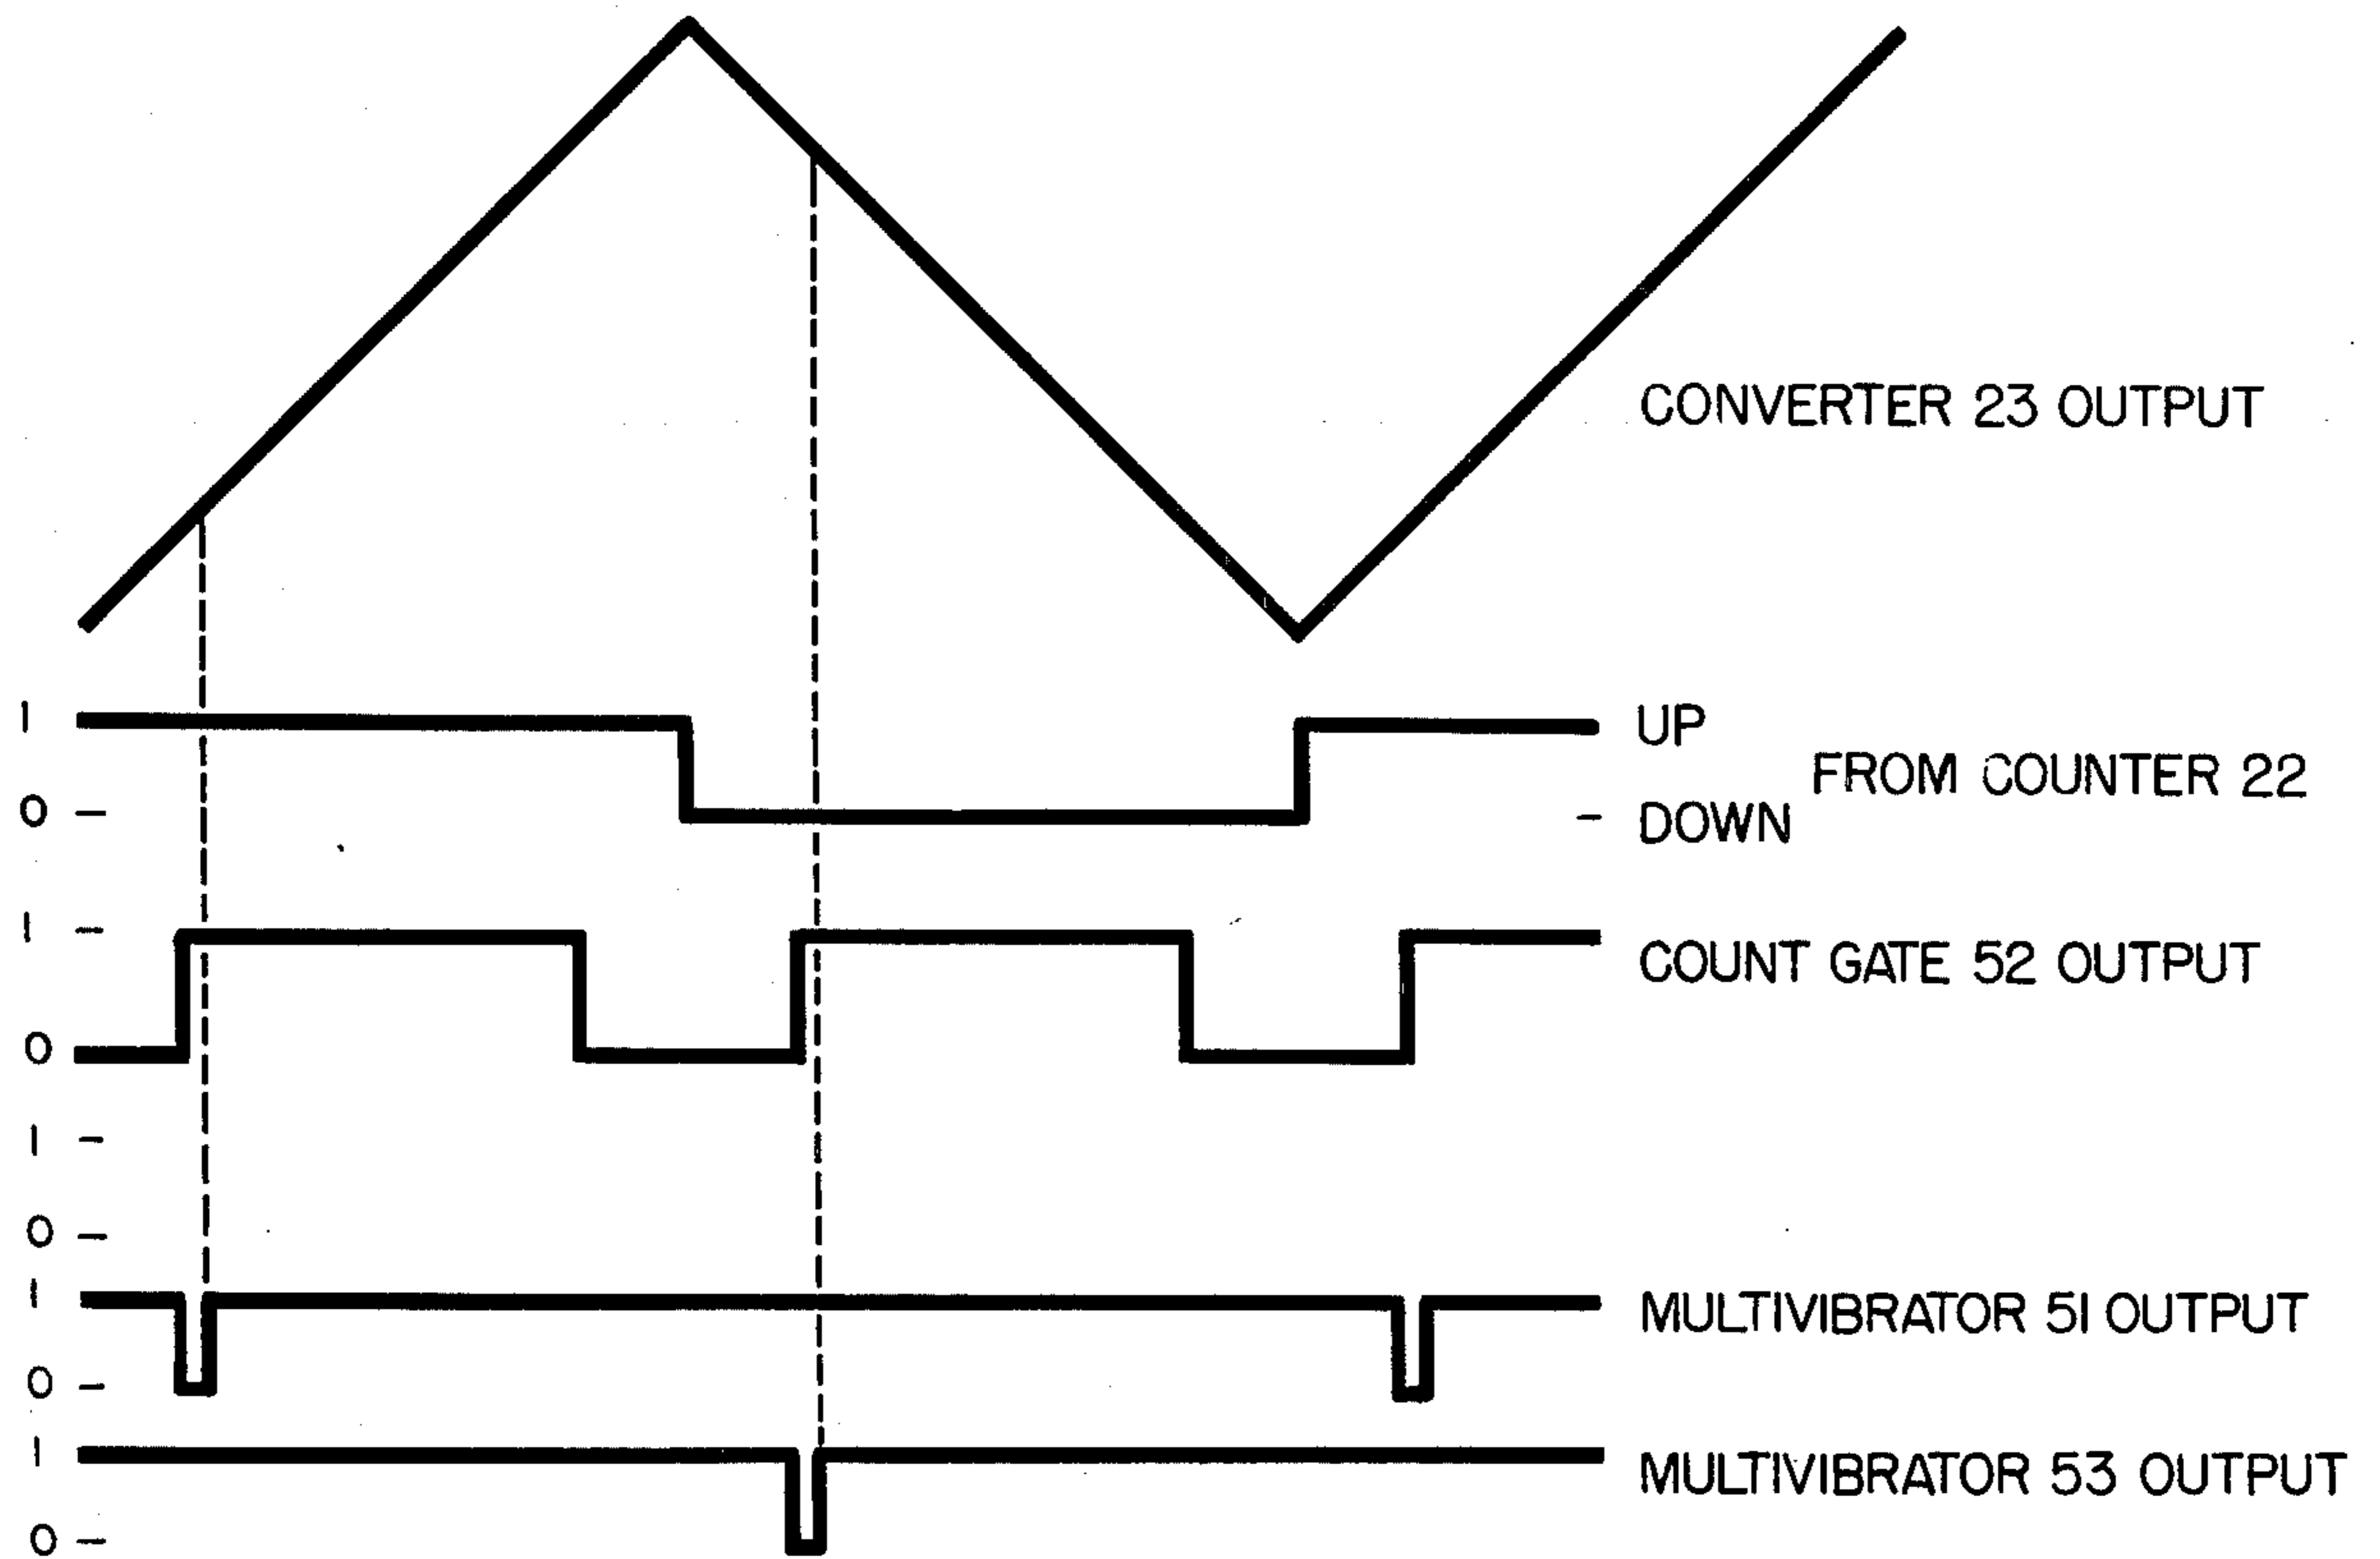 CONVERTER 23 OUTPUT
1
UP
FROM COUNTER 22
0
DOWN
1
COUNT GATE 52 OUTPUT
0
1
0
1
MULTIVIBRATOR 51 OUTPUT
0
1
MULTIVIBRATOR 53 OUTPUT
0